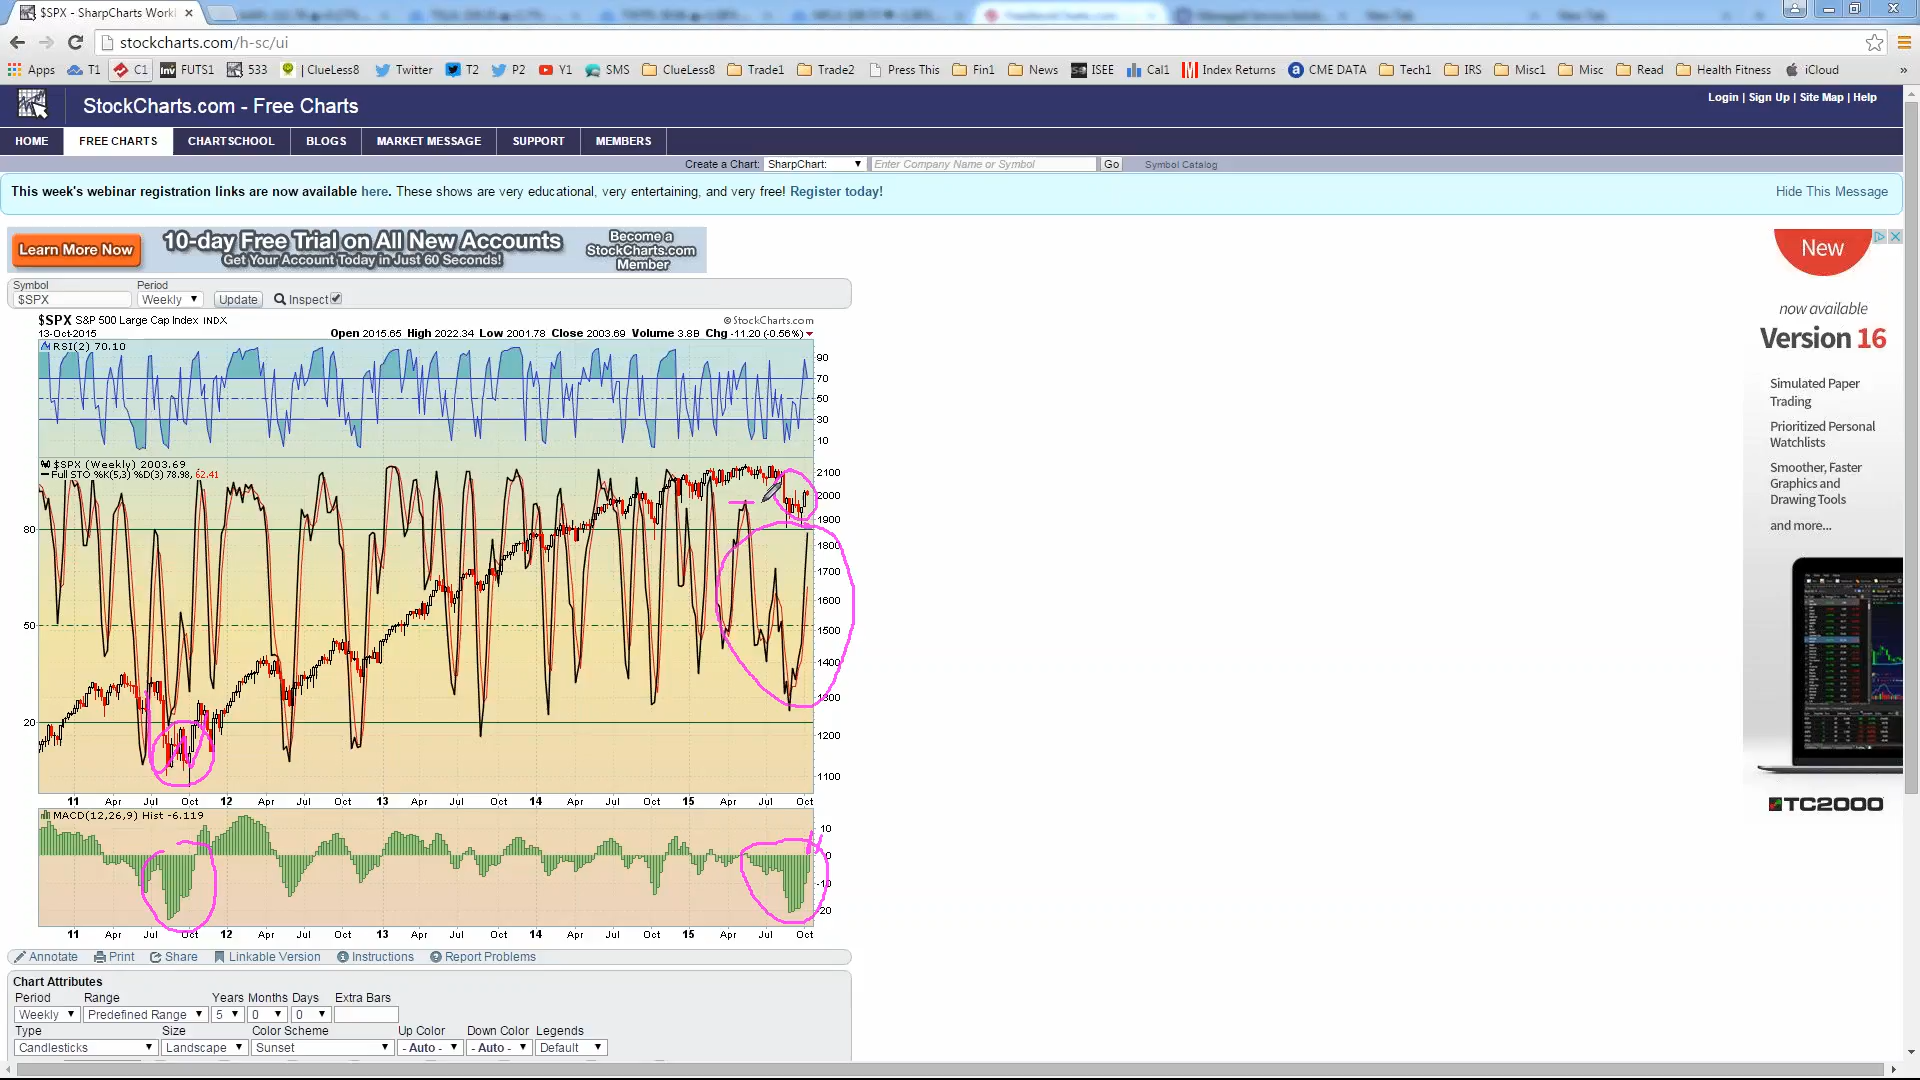 $SPX - SharpCharts Work
stockcharts.com/h-sc/ui
Apps T1 C1 FUTS1 533 | ClueLess8 Twitter T2 P2 Y1 SMS ClueLess8 Trade1 Trade2 Press This Fin1 News ISEE Cal1 Index Returns CME DATA Tech1 IRS Misc1 Misc Read Health Fitness iCloud »
StockCharts.com - Free Charts
Login | Sign Up | Site Map | Help
HOME FREE CHARTS CHARTSCHOOL BLOGS MARKET MESSAGE SUPPORT MEMBERS
Create a Chart: SharpChart: Enter Company Name or Symbol Go Symbol Catalog
This week's webinar registration links are now available here. These shows are very educational, very entertaining, and very free! Register today! Hide This Message
Learn More Now
10-day Free Trial on All New Accounts
Get Your Account Today in Just 60 Seconds!
Become a
StockCharts.com
Member
Symbol Period
$SPX Weekly Update Inspect
$SPX S&P 500 Large Cap Index INDX © StockCharts.com
13-Oct-2015 Open 2015.65 High 2022.34 Low 2001.78 Close 2003.69 Volume 3.8B Chg -11.20 (-0.56%)
RSI(2) 70.10
90
70
50
30
10
$SPX (Weekly) 2003.69
Full STO %K(5,3) %D(3) 78.98, 62.41
2100
2000
1900
80
1800
1700
1600
50
1500
1400
1300
20
1200
1100
11 Apr Jul Oct 12 Apr Jul Oct 13 Apr Jul Oct 14 Apr Jul Oct 15 Apr Jul Oct
MACD(12,26,9) Hist -6.119
10
0
-10
20
11 Apr Jul Oct 12 Apr Jul Oct 13 Apr Jul Oct 14 Apr Jul Oct 15 Apr Jul Oct
Annotate Print Share Linkable Version Instructions Report Problems
Chart Attributes
Period Range Years Months Days Extra Bars
Weekly Predefined Range 5 0 0
Type Size Color Scheme Up Color Down Color Legends
Candlesticks Landscape Sunset - Auto - - Auto - Default
New
now available
Version 16
Simulated Paper
Trading
Prioritized Personal
Watchlists
Smoother, Faster
Graphics and
Drawing Tools
and more...
TC2000